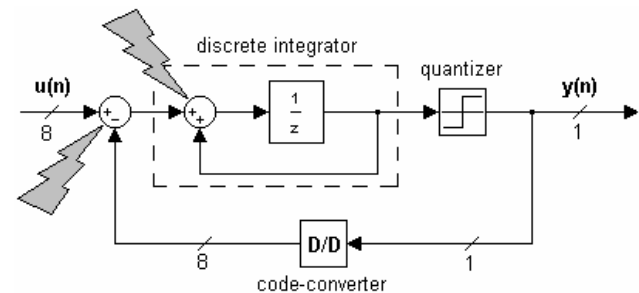 discrete integrator
quantizer
u(n)
y(n)
+
−
+
+
1
z
8
1
D/D
8
1
code-converter